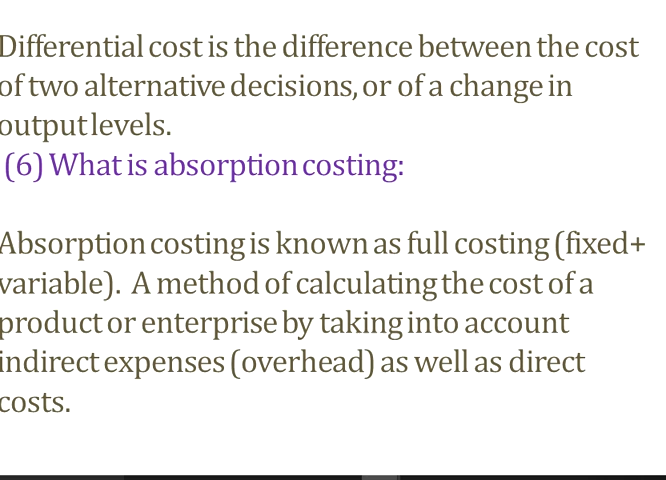 Differential cost is the difference between the cost
of two alternative decisions, or of a change in
output levels.
(6) What is absorption costing:
Absorption costing is known as full costing (fixed+
variable). A method of calculating the cost of a
product or enterprise by taking into account
indirect expenses (overhead) as well as direct
costs.